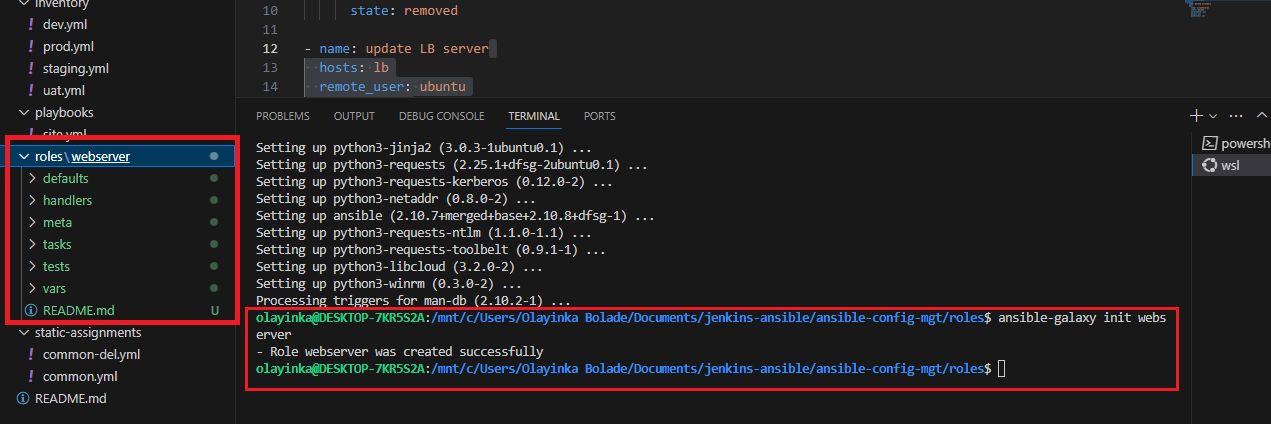 inventory
! dev.yml
! prod.yml
! staging.yml
! uat.yml
playbooks
! site.yml
roles\webserver
defaults
handlers
meta
tasks
tests
vars
README.md U
static-assignments
! common-del.yml
! common.yml
README.md
10 state: removed
11
12 - name: update LB server
13 hosts: lb
14 remote_user: ubuntu
PROBLEMS OUTPUT DEBUG CONSOLE TERMINAL PORTS
Setting up python3-jinja2 (3.0.3-1ubuntu0.1) ...
Setting up python3-requests (2.25.1+dfsg-2ubuntu0.1) ...
Setting up python3-requests-kerberos (0.12.0-2) ...
Setting up python3-netaddr (0.8.0-2) ...
Setting up ansible (2.10.7+merged+base+2.10.8+dfsg-1) ...
Setting up python3-requests-ntlm (1.1.0-1.1) ...
Setting up python3-requests-toolbelt (0.9.1-1) ...
Setting up python3-libcloud (3.2.0-2) ...
Setting up python3-winrm (0.3.0-2) ...
Processing triggers for man-db (2.10.2-1) ...
olayinka@DESKTOP-7KR5S2A:/mnt/c/Users/Olayinka Bolade/Documents/jenkins-ansible/ansible-config-mgt/roles$ ansible-galaxy init webs
erver
- Role webserver was created successfully
olayinka@DESKTOP-7KR5S2A:/mnt/c/Users/Olayinka Bolade/Documents/jenkins-ansible/ansible-config-mgt/roles$
powersh
wsl